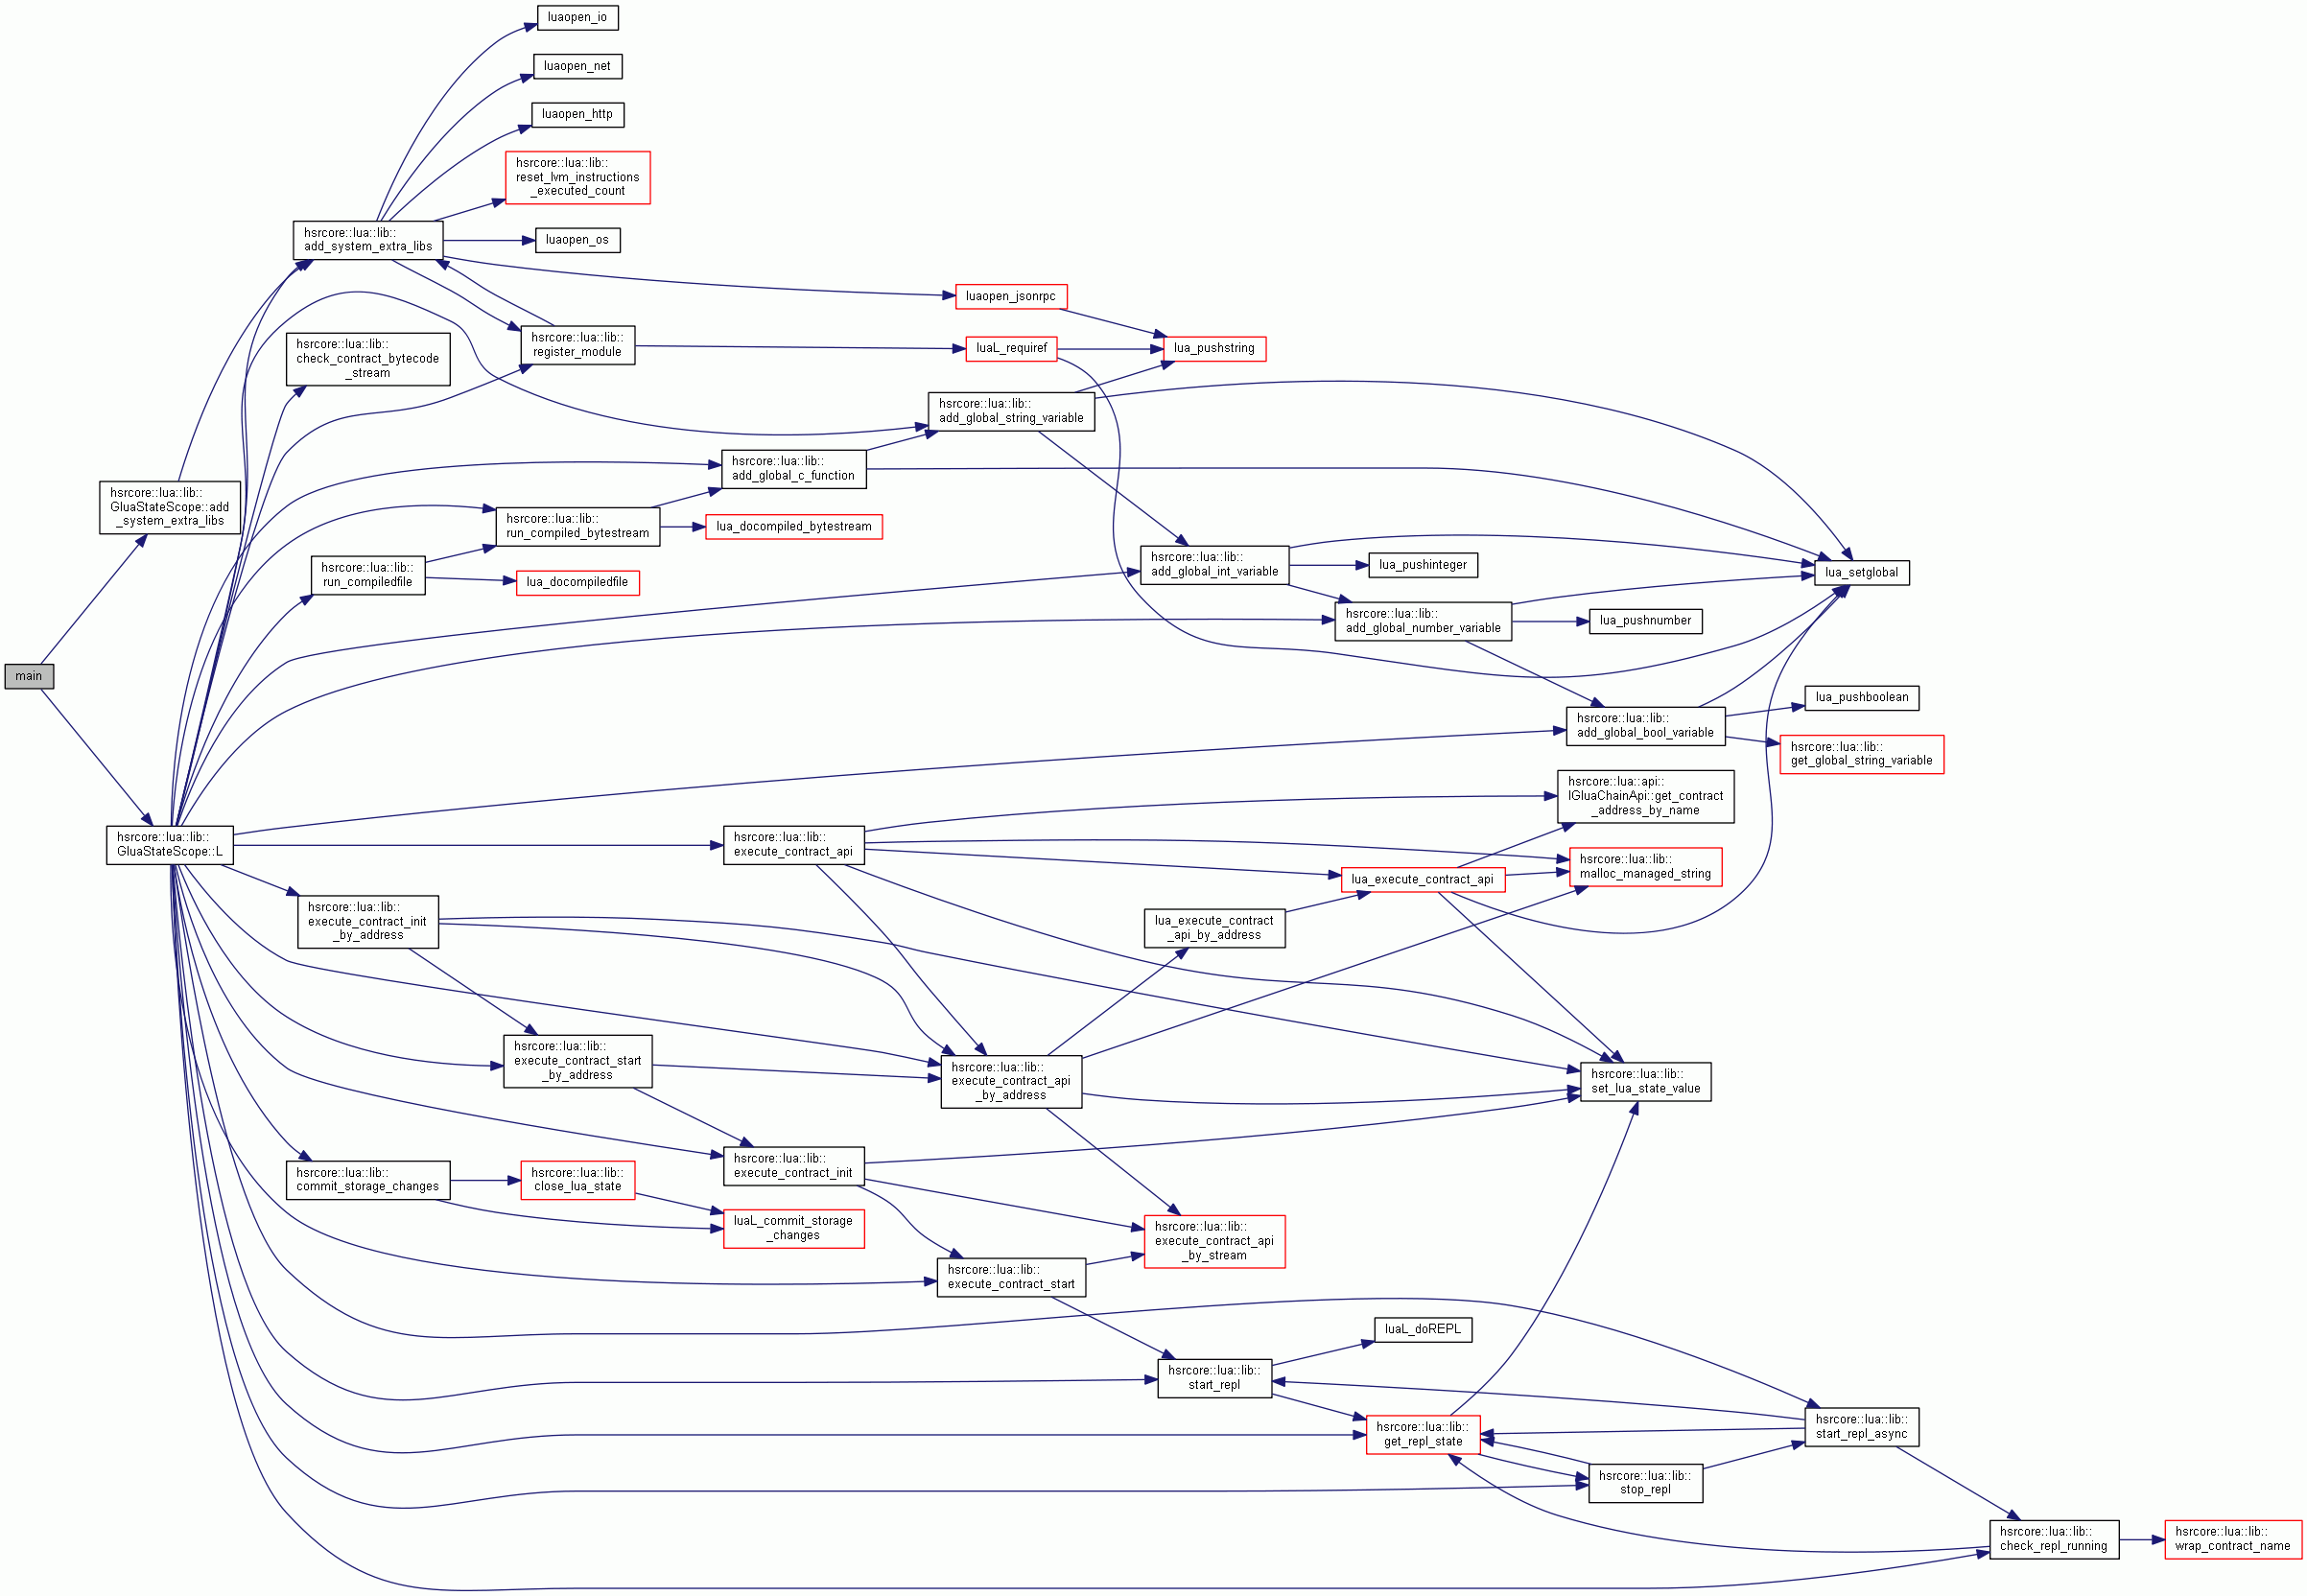 luaopen_io
luaopen_net
luaopen_http
hsrcore::lua::lib::
reset_lvm_instructions
_executed_count
hsrcore::lua::lib::
add_system_extra_libs
luaopen_os
luaopen_jsonrpc
hsrcore::lua::lib::
register_module
hsrcore::lua::lib::
check_contract_bytecode
_stream
luaL_requiref
lua_pushstring
hsrcore::lua::lib::
add_global_string_variable
hsrcore::lua::lib::
add_global_c_function
hsrcore::lua::lib::
GluaStateScope::add
_system_extra_libs
hsrcore::lua::lib::
run_compiled_bytestream
lua_docompiled_bytestream
hsrcore::lua::lib::
run_compiledfile
lua_docompiledfile
hsrcore::lua::lib::
add_global_int_variable
lua_pushinteger
lua_setglobal
hsrcore::lua::lib::
add_global_number_variable
lua_pushnumber
main
lua_pushboolean
hsrcore::lua::lib::
add_global_bool_variable
hsrcore::lua::lib::
get_global_string_variable
hsrcore::lua::api::
IGluaChainApi::get_contract
_address_by_name
hsrcore::lua::lib::
GluaStateScope::L
hsrcore::lua::lib::
execute_contract_api
hsrcore::lua::lib::
malloc_managed_string
lua_execute_contract_api
hsrcore::lua::lib::
execute_contract_init
_by_address
lua_execute_contract
_api_by_address
hsrcore::lua::lib::
execute_contract_start
_by_address
hsrcore::lua::lib::
execute_contract_api
_by_address
hsrcore::lua::lib::
set_lua_state_value
hsrcore::lua::lib::
execute_contract_init
hsrcore::lua::lib::
commit_storage_changes
hsrcore::lua::lib::
close_lua_state
luaL_commit_storage
_changes
hsrcore::lua::lib::
execute_contract_api
_by_stream
hsrcore::lua::lib::
execute_contract_start
luaL_doREPL
hsrcore::lua::lib::
start_repl
hsrcore::lua::lib::
get_repl_state
hsrcore::lua::lib::
start_repl_async
hsrcore::lua::lib::
stop_repl
hsrcore::lua::lib::
check_repl_running
hsrcore::lua::lib::
wrap_contract_name